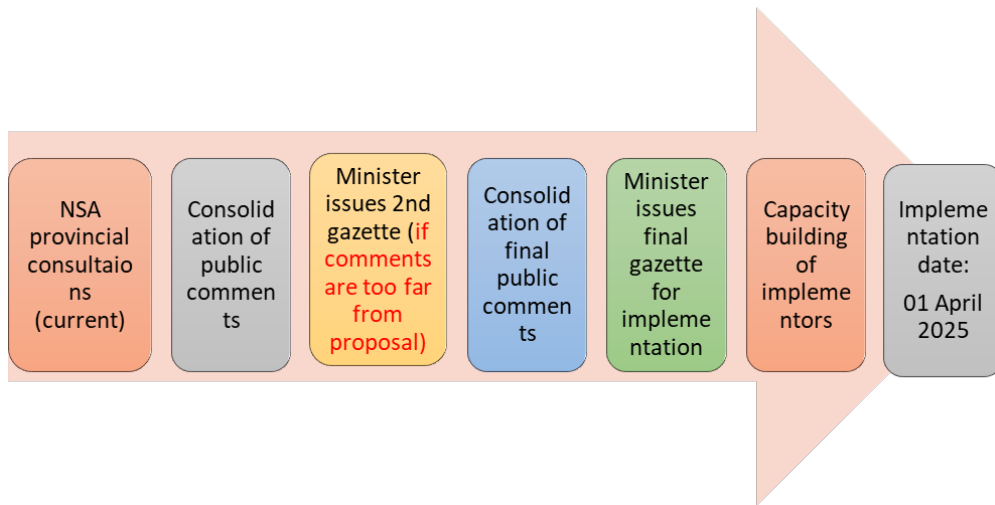 NSA
provincial
consultaio
ns
(current)
Consolid
ation of
public
commen
ts
Minister
issues 2nd
gazette (if
comments
are too far
from
proposal)
Consolid
ation of
final
public
commen
ts
Minister
issues
final
gazette
for
impleme
ntation
Capacity
building
of
impleme
ntors
Impleme
ntation
date:
01 April
2025